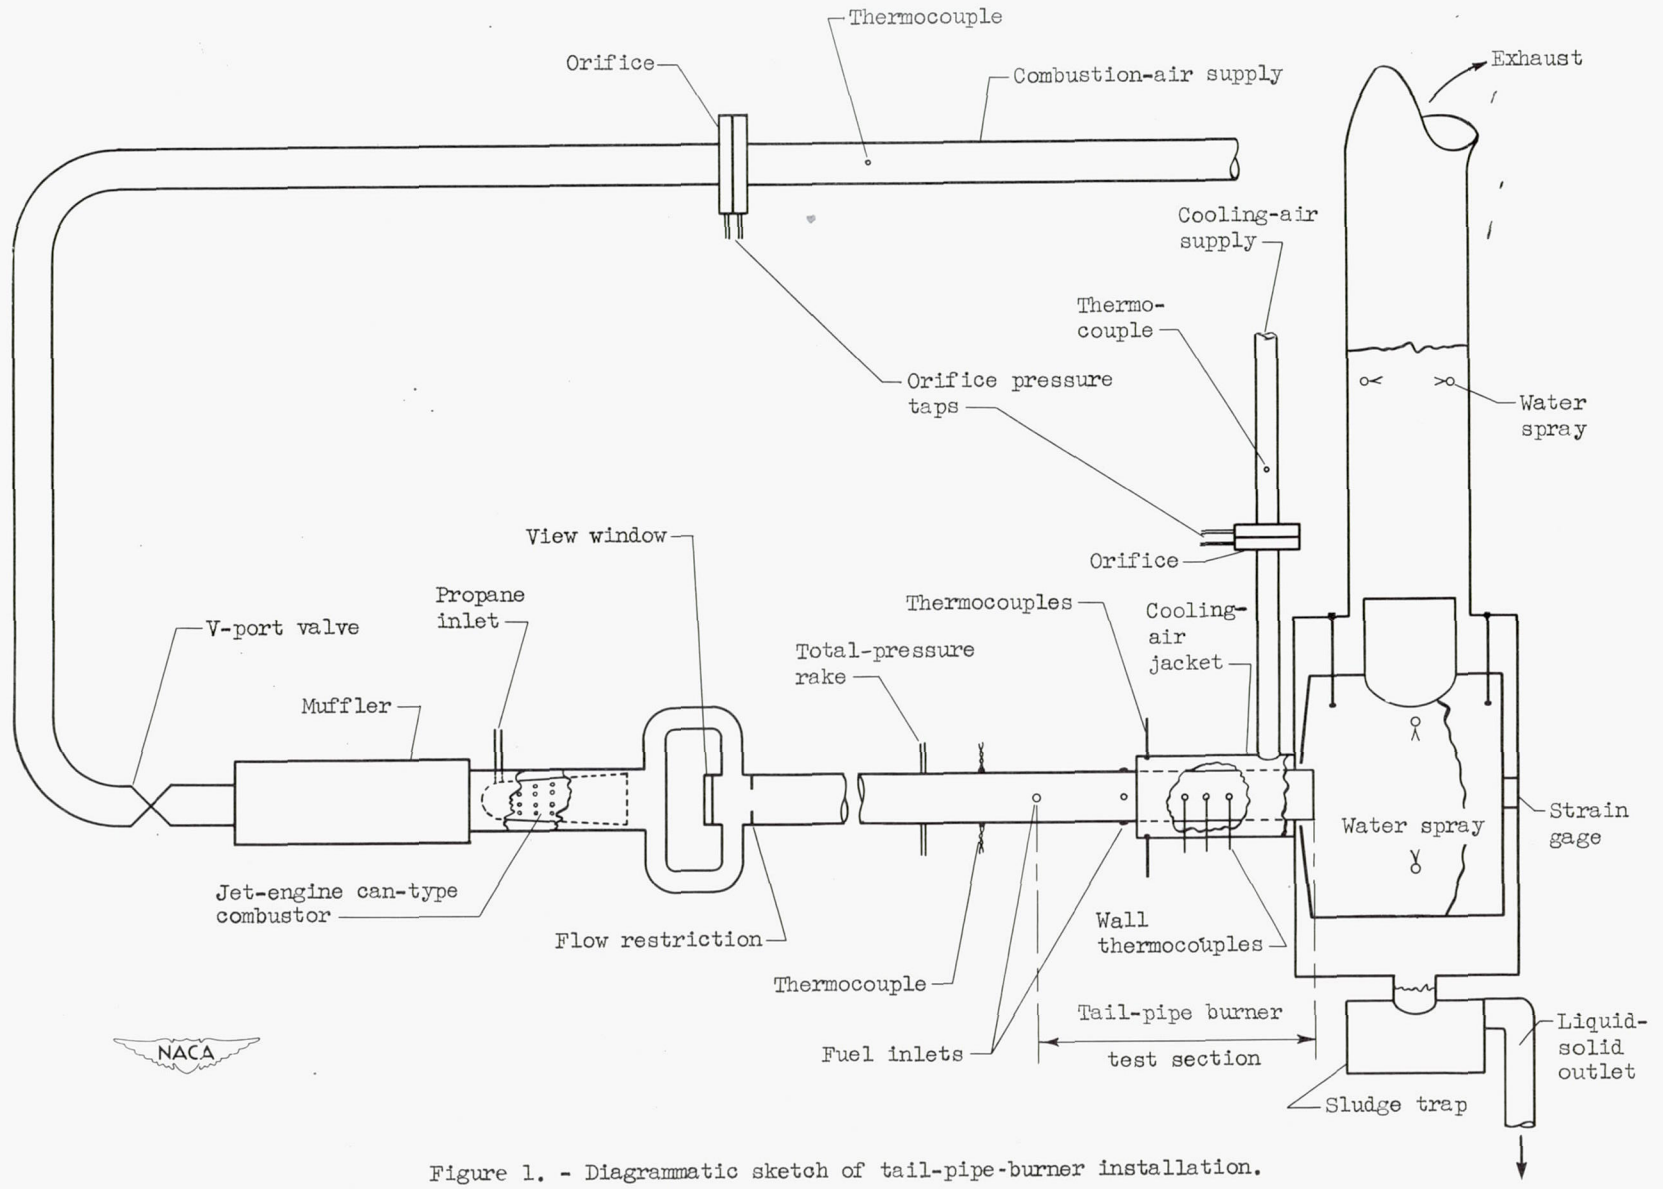 Thermocouple
Orifice
Combustion-air supply
Exhaust
Cooling-air
supply
Thermo-
couple
Orifice pressure
taps
Water
spray
View window
Orifice
Propane
inlet
Thermocouples
Cooling-
air
jacket
V-port valve
Total-pressure
rake
Muffler
Strain
gage
Water spray
Jet-engine can-type
combustor
Flow restriction
Wall
thermocouples
Thermocouple
Tail-pipe burner
test section
Fuel inlets
Liquid-
solid
outlet
NACA
Sludge trap
Figure 1. - Diagrammatic sketch of tail-pipe-burner installation.